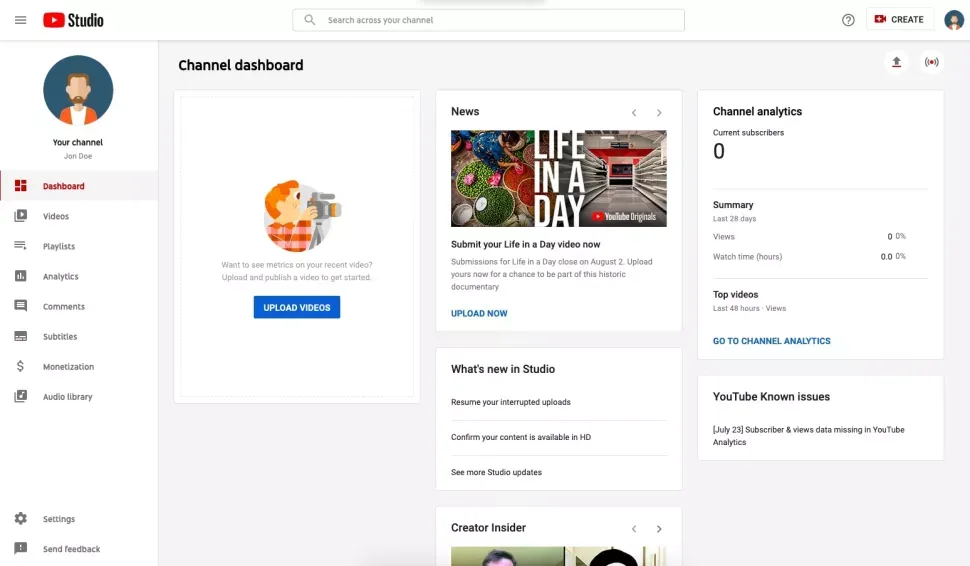 Studio
Search across your channel
CREATE
Your channel
Jon Doe
Dashboard
Videos
Playlists
Analytics
Comments
Subtitles
Monetization
Audio library
Settings
Send feedback
Channel dashboard
Want to see metrics on your recent video?
Upload and publish a video to get started.
UPLOAD VIDEOS
News
LIFE
IN A
DAY
YouTube Originals
Submit your Life in a Day video now
Submissions for Life in a Day close on August 2. Upload
yours now for a chance to be part of this historic
documentary
UPLOAD NOW
What's new in Studio
Resume your interrupted uploads
Confirm your content is available in HD
See more Studio updates
Creator Insider
Channel analytics
Current subscribers
0
Summary
Last 28 days
Views 0 0%
Watch time (hours) 0.0 0%
Top videos
Last 48 hours · Views
GO TO CHANNEL ANALYTICS
YouTube Known issues
[July 23] Subscriber & views data missing in YouTube
Analytics